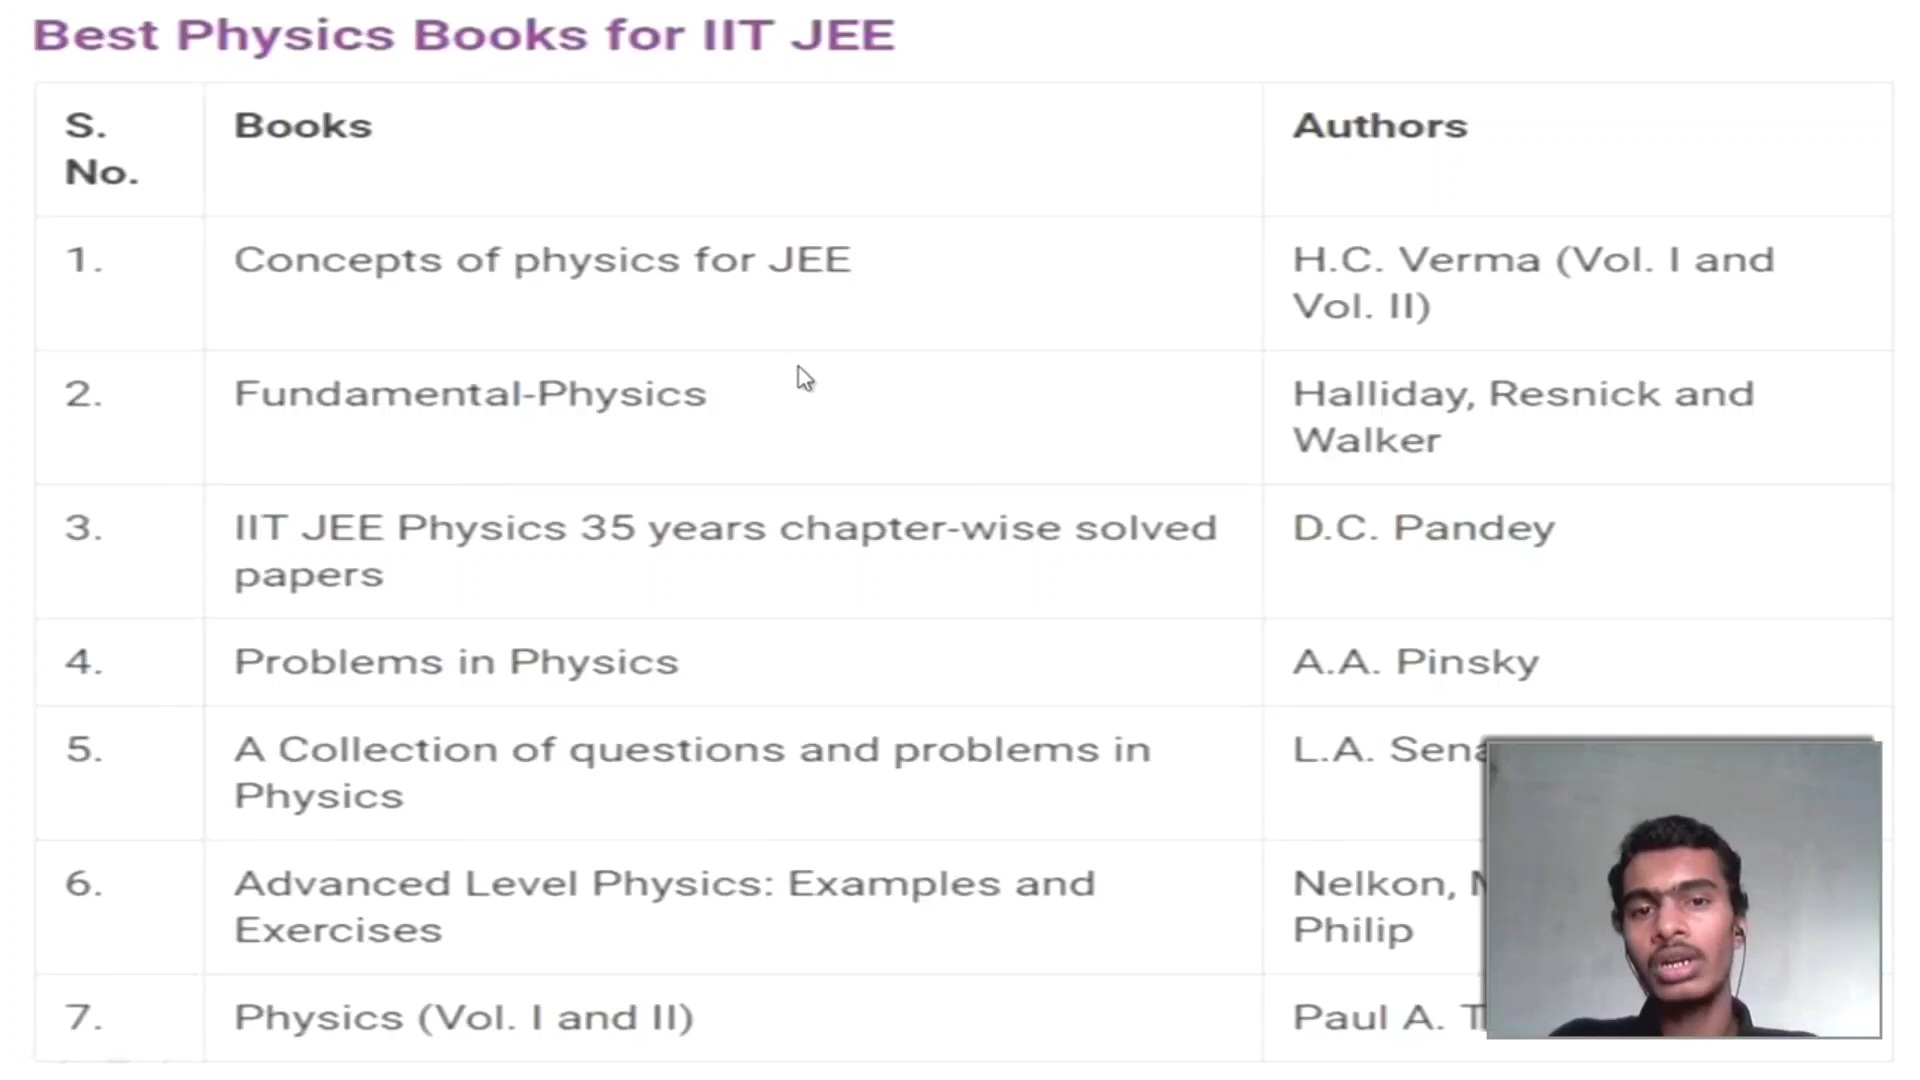 Best Physics Books for IIT JEE
S. No.
Books
Authors
1.
Concepts of physics for JEE
H.C. Verma (Vol. I and
Vol. II)
2.
Fundamental-Physics
Halliday, Resnick and
Walker
3.
IIT JEE Physics 35 years chapter-wise solved
papers
D.C. Pandey
4.
Problems in Physics
A.A. Pinsky
5.
A Collection of questions and problems in
Physics
L.A.
6.
Advanced Level Physics: Examples and
Exercises
Nelkon,
Philip
7.
Physics (Vol. I and II)
Paul A.